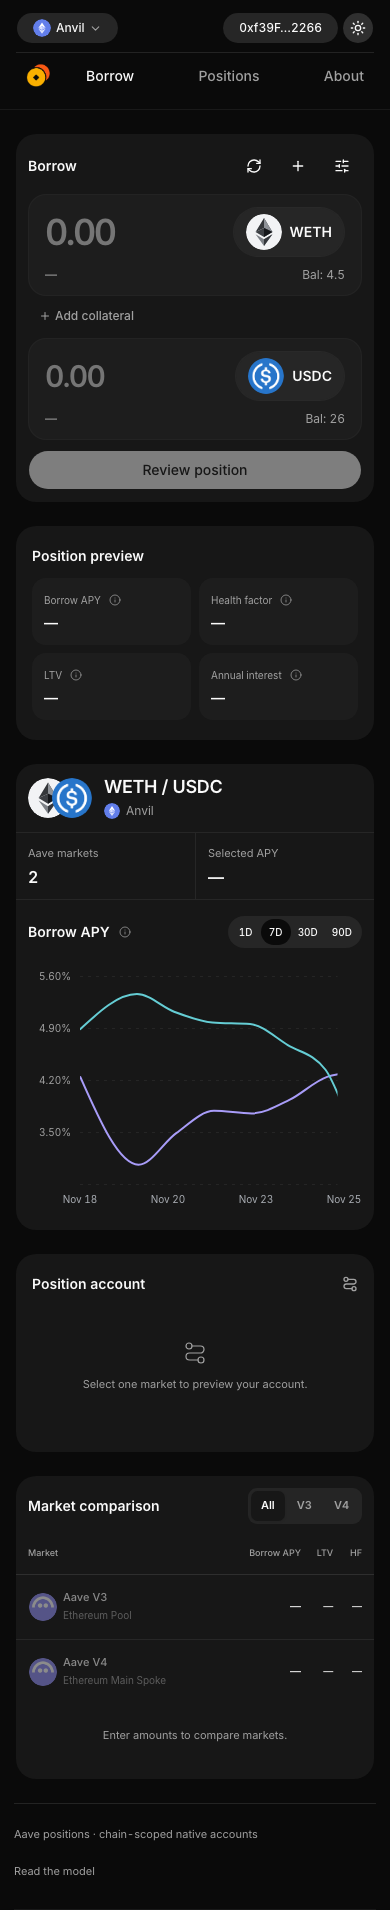 Anvil 0xf39F...2266
Borrow Positions About
Borrow
0.00 WETH
— Bal: 4.5
+ Add collateral
0.00 USDC
— Bal: 26
Review position
Position preview
Borrow APY Health factor
— —
LTV Annual interest
— —
WETH / USDC
Anvil
Aave markets Selected APY
2 —
Borrow APY 1D 7D 30D 90D
5.60%
4.90%
4.20%
3.50%
Nov 18 Nov 20 Nov 23 Nov 25
Position account
Select one market to preview your account.
Market comparison All V3 V4
Market Borrow APY LTV HF
Aave V3
Ethereum Pool — — —
Aave V4
Ethereum Main Spoke — — —
Enter amounts to compare markets.
Aave positions · chain-scoped native accounts
Read the model